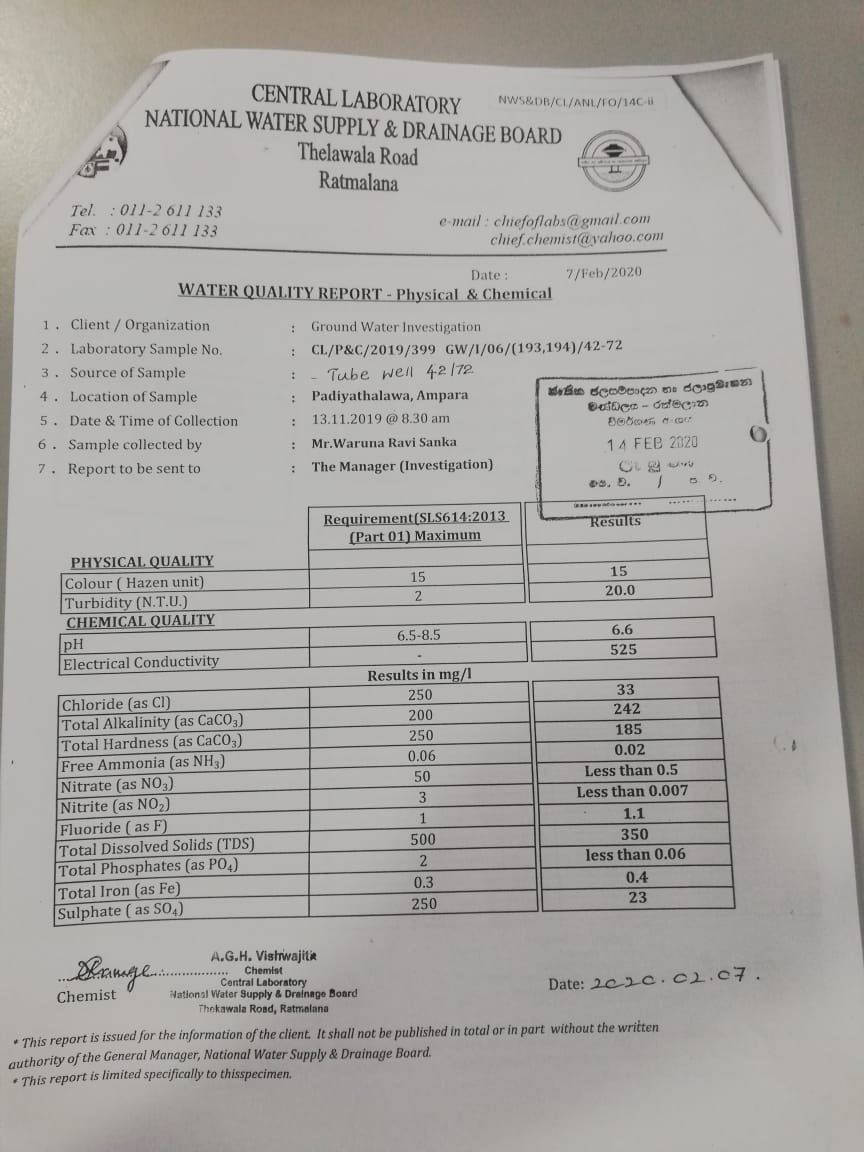 NWS&DB/CL/ANL/FO/14C-ii
CENTRAL LABORATORY
NATIONAL WATER SUPPLY & DRAINAGE BOARD
Thelawala Road
Ratmalana
Tel. : 011-2 611 133
Fax : 011-2 611 133
e-mail : chiefoflabs@gmail.com
chief.chemist@yahoo.com
Date : 7/Feb/2020
WATER QUALITY REPORT - Physical & Chemical
1 . Client / Organization : Ground Water Investigation
2 . Laboratory Sample No. : CL/P&C/2019/399 GW/I/06/(193,194)/42-72
3 . Source of Sample : - Tube well 42/72
4 . Location of Sample : Padiyathalawa, Ampara
5 . Date & Time of Collection : 13.11.2019 @ 8.30 am
6 . Sample collected by : Mr.Waruna Ravi Sanka
7 . Report to be sent to : The Manager (Investigation)
14 FEB 2020
Requirement(SLS614:2013 (Part 01) Maximum
Results
PHYSICAL QUALITY
Colour ( Hazen unit) 15 15
Turbidity (N.T.U.) 2 20.0
CHEMICAL QUALITY
pH 6.5-8.5 6.6
Electrical Conductivity - 525
Results in mg/l
Chloride (as Cl) 250 33
Total Alkalinity (as CaCO₃) 200 242
Total Hardness (as CaCO₃) 250 185
Free Ammonia (as NH₃) 0.06 0.02
Nitrate (as NO₃) 50 Less than 0.5
Nitrite (as NO₂) 3 Less than 0.007
Fluoride ( as F) 1 1.1
Total Dissolved Solids (TDS) 500 350
Total Phosphates (as PO₄) 2 less than 0.06
Total Iron (as Fe) 0.3 0.4
Sulphate ( as SO₄) 250 23
A.G.H. Vishwajith
Chemist
Central Laboratory
National Water Supply & Drainage Board
Thekawala Road, Ratmalana
Chemist
Date: 2020.02.07.
* This report is issued for the information of the client. It shall not be published in total or in part without the written
authority of the General Manager, National Water Supply & Drainage Board.
* This report is limited specifically to thisspecimen.